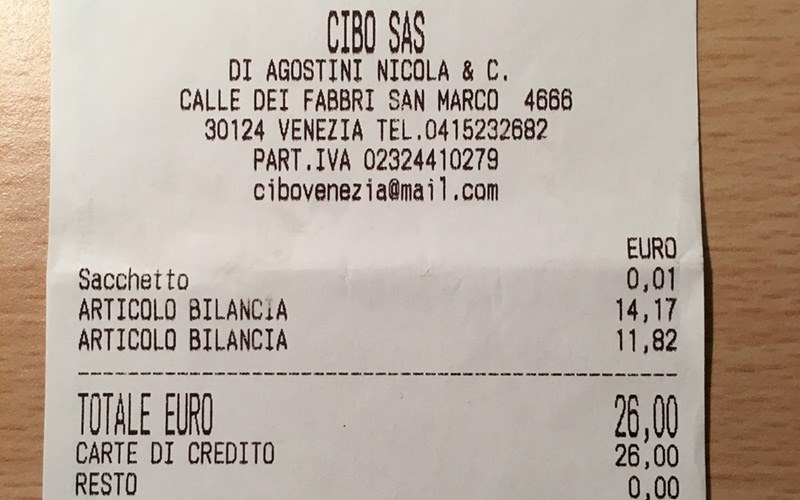 CIBO SAS
DI AGOSTINI NICOLA & C.
CALLE DEI FABBRI SAN MARCO 4666
30124 VENEZIA TEL.0415232682
PART.IVA 02324410279
cibovenezia@mail.com
EURO
Sacchetto 0,01
ARTICOLO BILANCIA 14,17
ARTICOLO BILANCIA 11,82
TOTALE EURO 26,00
CARTE DI CREDITO 26,00
RESTO 0,00